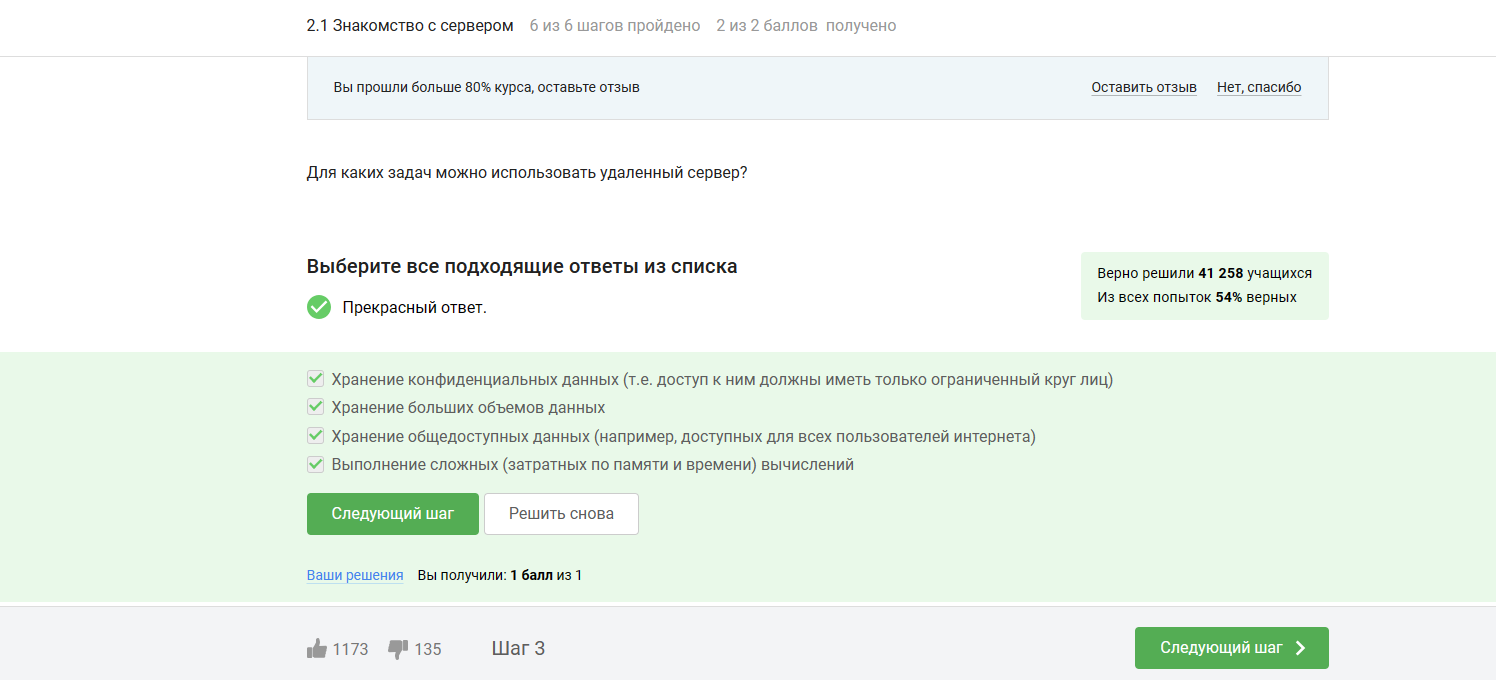 2.1 Знакомство с сервером 6 из 6 шагов пройдено 2 из 2 баллов получено
Вы прошли больше 80% курса, оставьте отзыв Оставить отзыв Нет, спасибо
Для каких задач можно использовать удаленный сервер?
Выберите все подходящие ответы из списка
Прекрасный ответ.
Верно решили 41 258 учащихся
Из всех попыток 54% верных
Хранение конфиденциальных данных (т.е. доступ к ним должны иметь только ограниченный круг лиц)
Хранение больших объемов данных
Хранение общедоступных данных (например, доступных для всех пользователей интернета)
Выполнение сложных (затратных по памяти и времени) вычислений
Следующий шаг Решить снова
Ваши решения Вы получили: 1 балл из 1
1173 135 Шаг 3 Следующий шаг